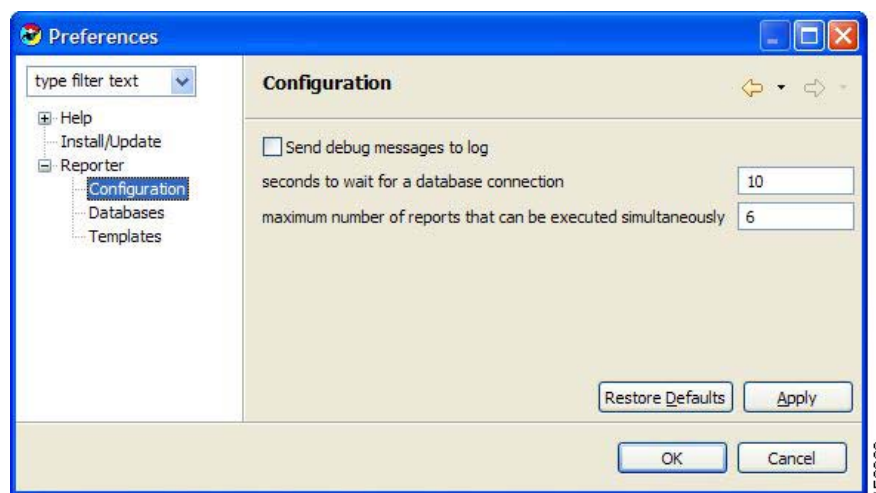 Preferences
type filter text
Help
Install/Update
Reporter
Configuration
Databases
Templates
Configuration
Send debug messages to log
seconds to wait for a database connection 10
maximum number of reports that can be executed simultaneously 6
Restore Defaults Apply
OK Cancel